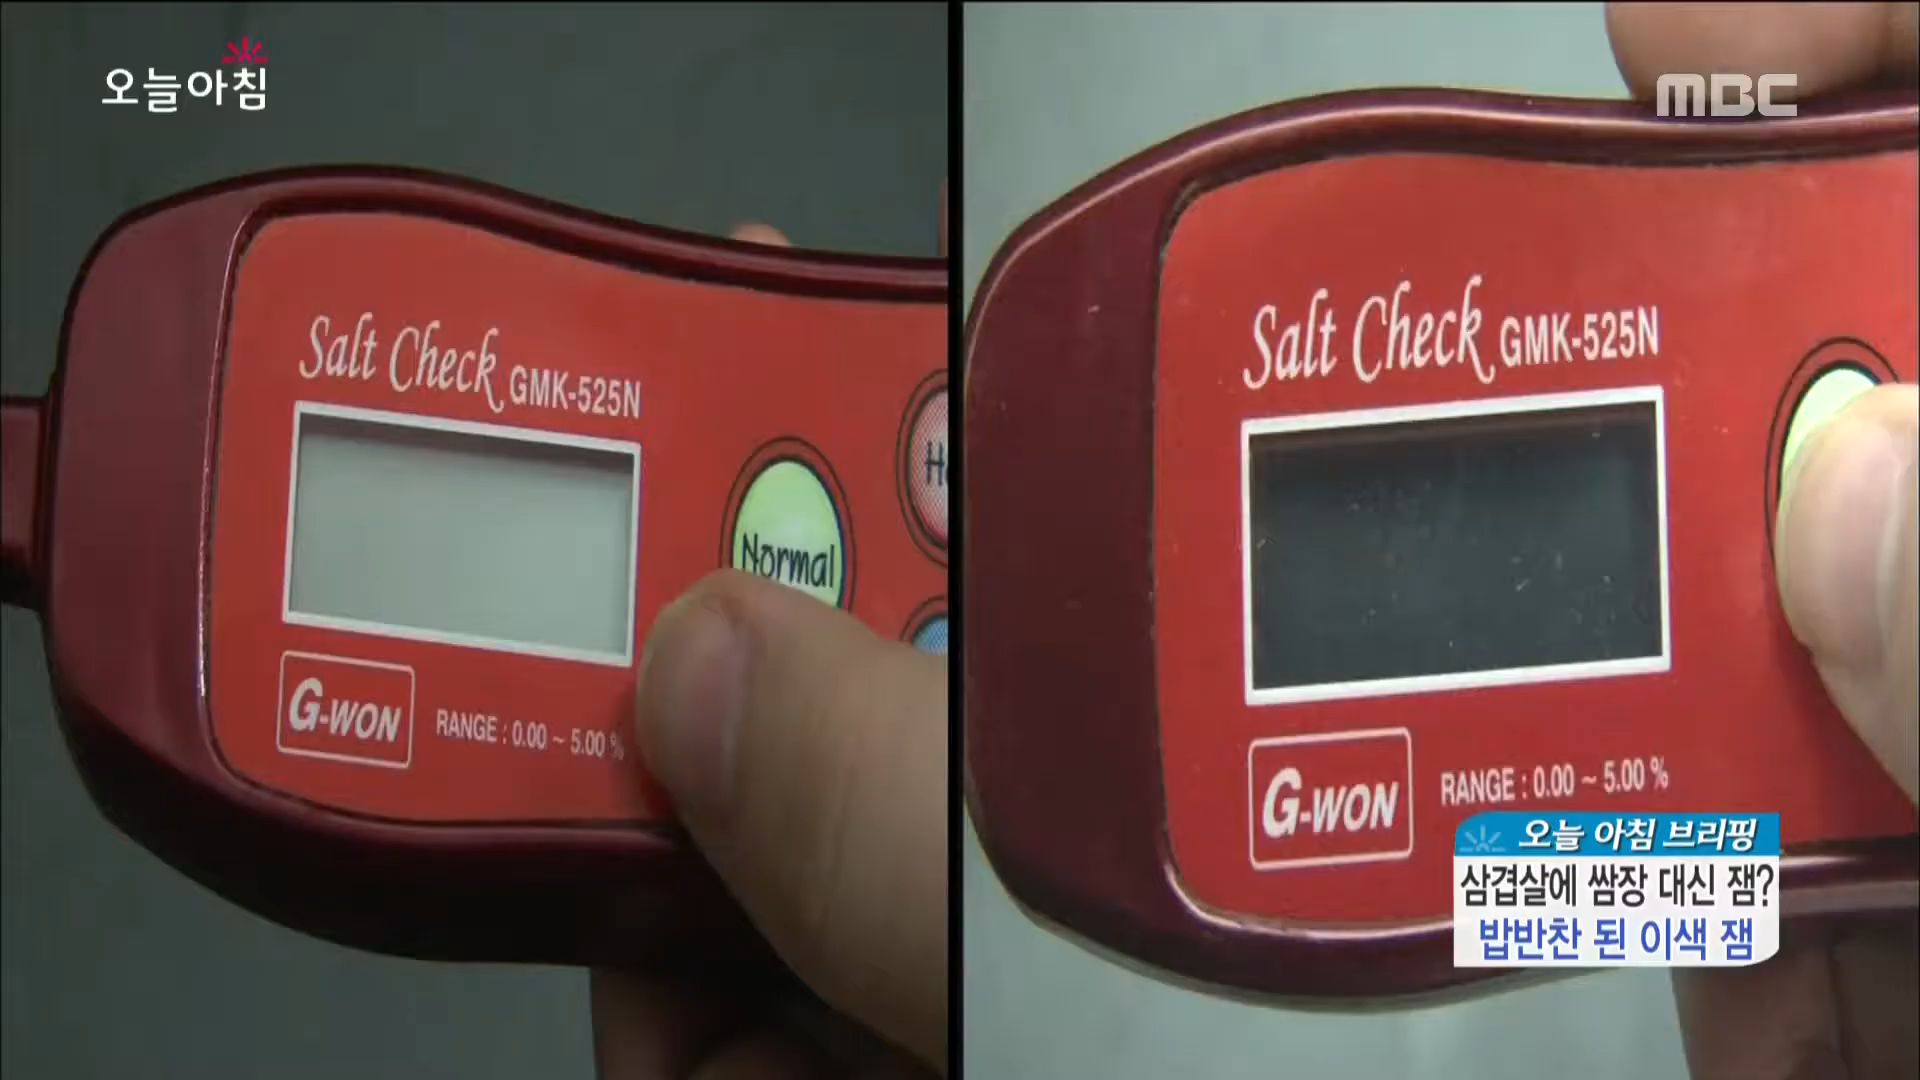 오늘아침
MBC
Salt Check GMK-525N
Normal
G-WON
RANGE : 0.00 ~ 5.00 %
Salt Check GMK-525N
G-WON
RANGE : 0.00 ~ 5.00 %
오늘 아침 브리핑
삼겹살에 쌈장 대신 잼?
밥반찬 된 이색 잼